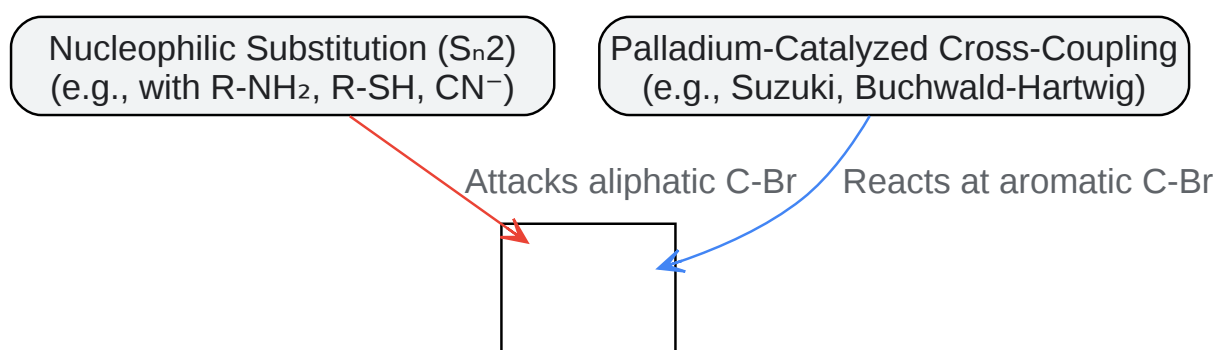 Nucleophilic Substitution (Sₙ2)
(e.g., with R-NH₂, R-SH, CN⁻)
Palladium-Catalyzed Cross-Coupling
(e.g., Suzuki, Buchwald-Hartwig)
Attacks aliphatic C-Br
Reacts at aromatic C-Br